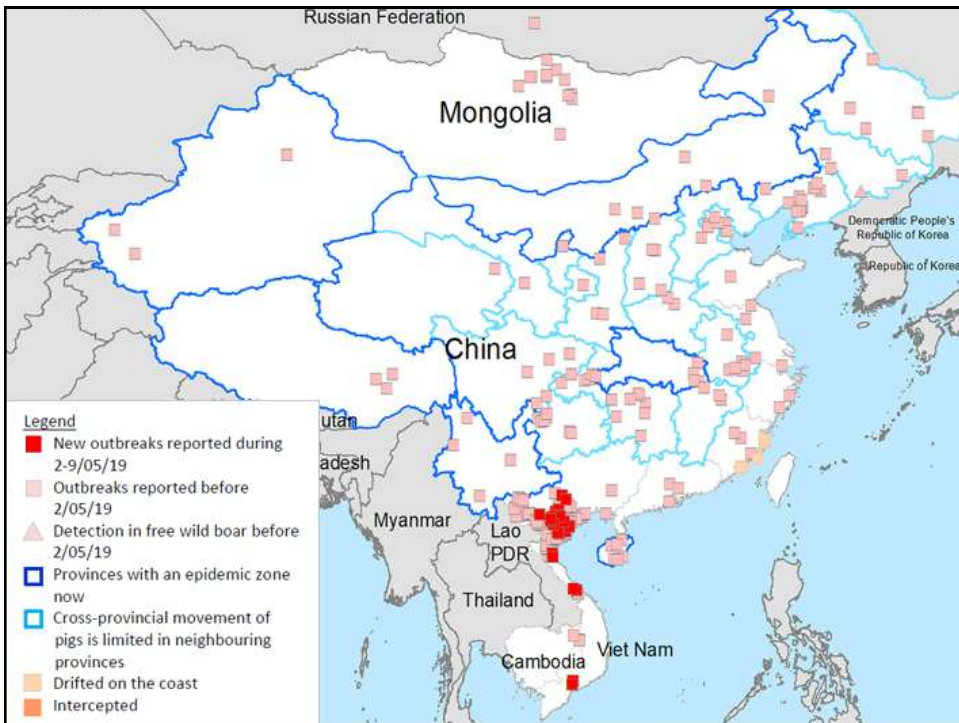 Russian Federation
Mongolia
Democratic People's
Republic of Korea
Republic of Korea
China
Legend
New outbreaks reported during
2-9/05/19
Outbreaks reported before
2/05/19
Detection in free wild boar before
2/05/19
Provinces with an epidemic zone
now
Cross-provincial movement of
pigs is limited in neighbouring
provinces
Drifted on the coast
Intercepted
utan
adesh
Myanmar
Lao
PDR
Thailand
Viet Nam
Cambodia